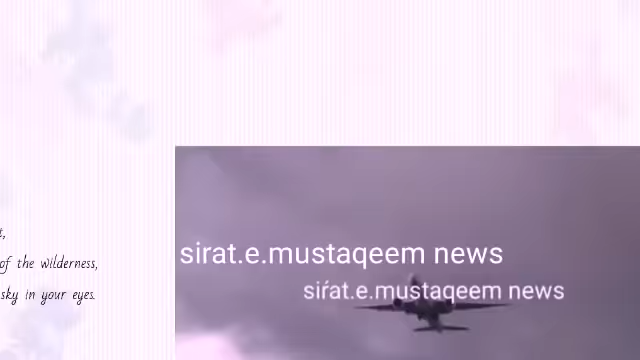 t,
of the wilderness,
sky in your eyes.
sirat.e.mustaqeem news
sirat.e.mustaqeem news